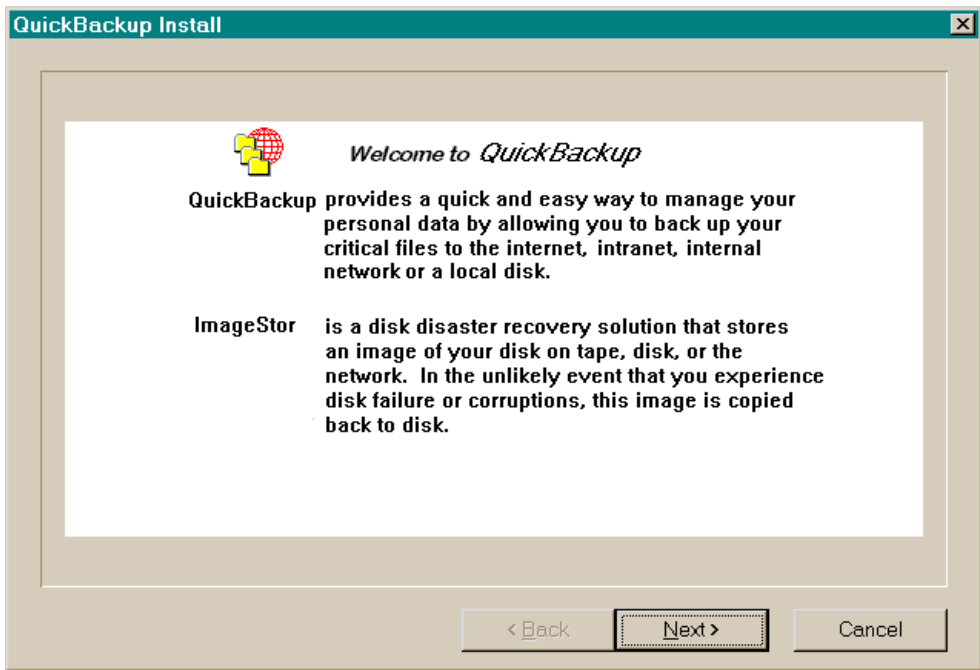 QuickBackup Install
Welcome to QuickBackup
QuickBackup provides a quick and easy way to manage your
personal data by allowing you to back up your
critical files to the internet, intranet, internal
network or a local disk.
ImageStor is a disk disaster recovery solution that stores
an image of your disk on tape, disk, or the
network. In the unlikely event that you experience
disk failure or corruptions, this image is copied
back to disk.
< Back Next > Cancel